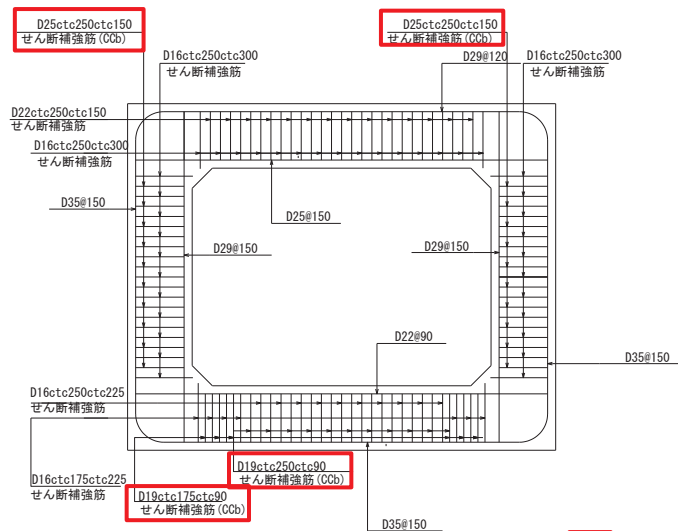 D25ctc250ctc150
せん断補強筋(CCb)
D25ctc250ctc150
せん断補強筋(CCb)
D16ctc250ctc300
せん断補強筋
D29@120
D16ctc250ctc300
せん断補強筋
D22ctc250ctc150
せん断補強筋
D16ctc250ctc300
せん断補強筋
D35@150
D25@150
D29@150
D29@150
D22@90
D35@150
D16ctc250ctc225
せん断補強筋
D16ctc175ctc225
せん断補強筋
D19ctc250ctc90
せん断補強筋(CCb)
D19ctc175ctc90
せん断補強筋(CCb)
D35@150